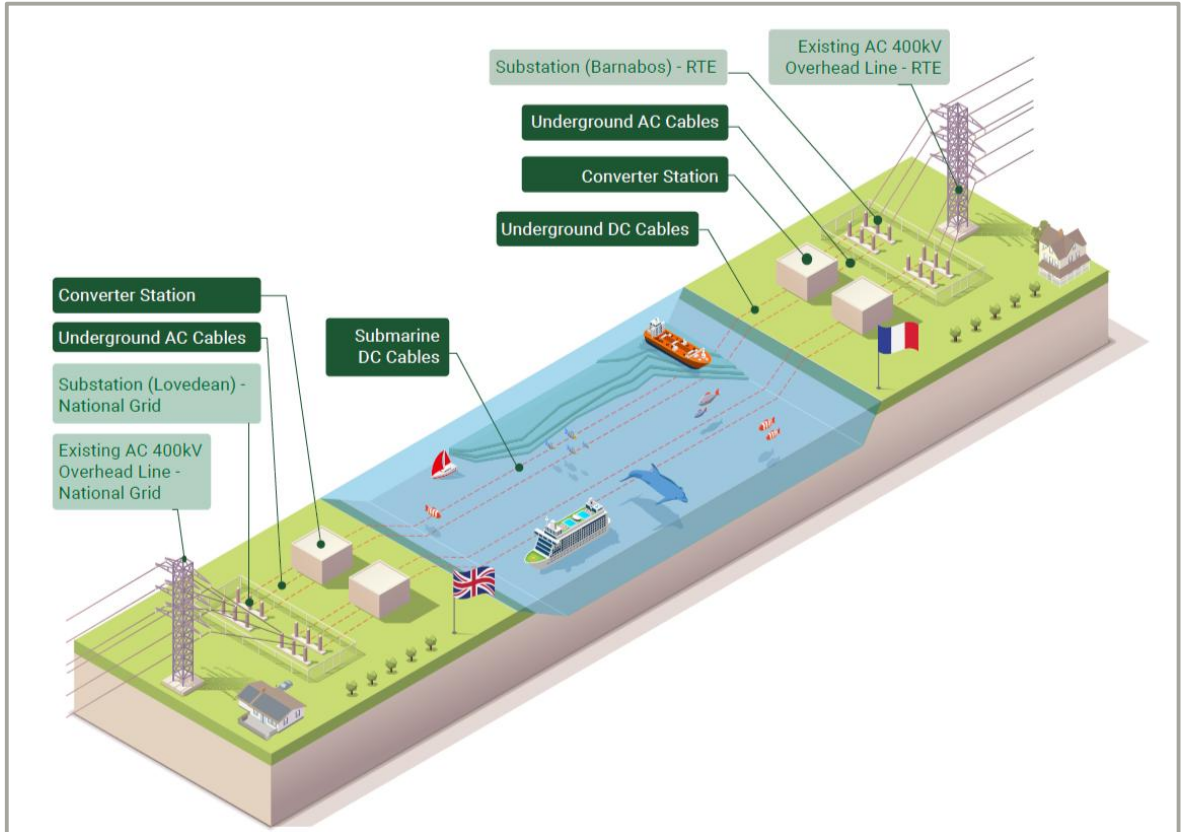 Existing AC 400kV
Overhead Line - RTE
Substation (Barnabos) - RTE
Underground AC Cables
Converter Station
Underground DC Cables
Converter Station
Underground AC Cables
Submarine
DC Cables
Substation (Lovedean) -
National Grid
Existing AC 400kV
Overhead Line -
National Grid